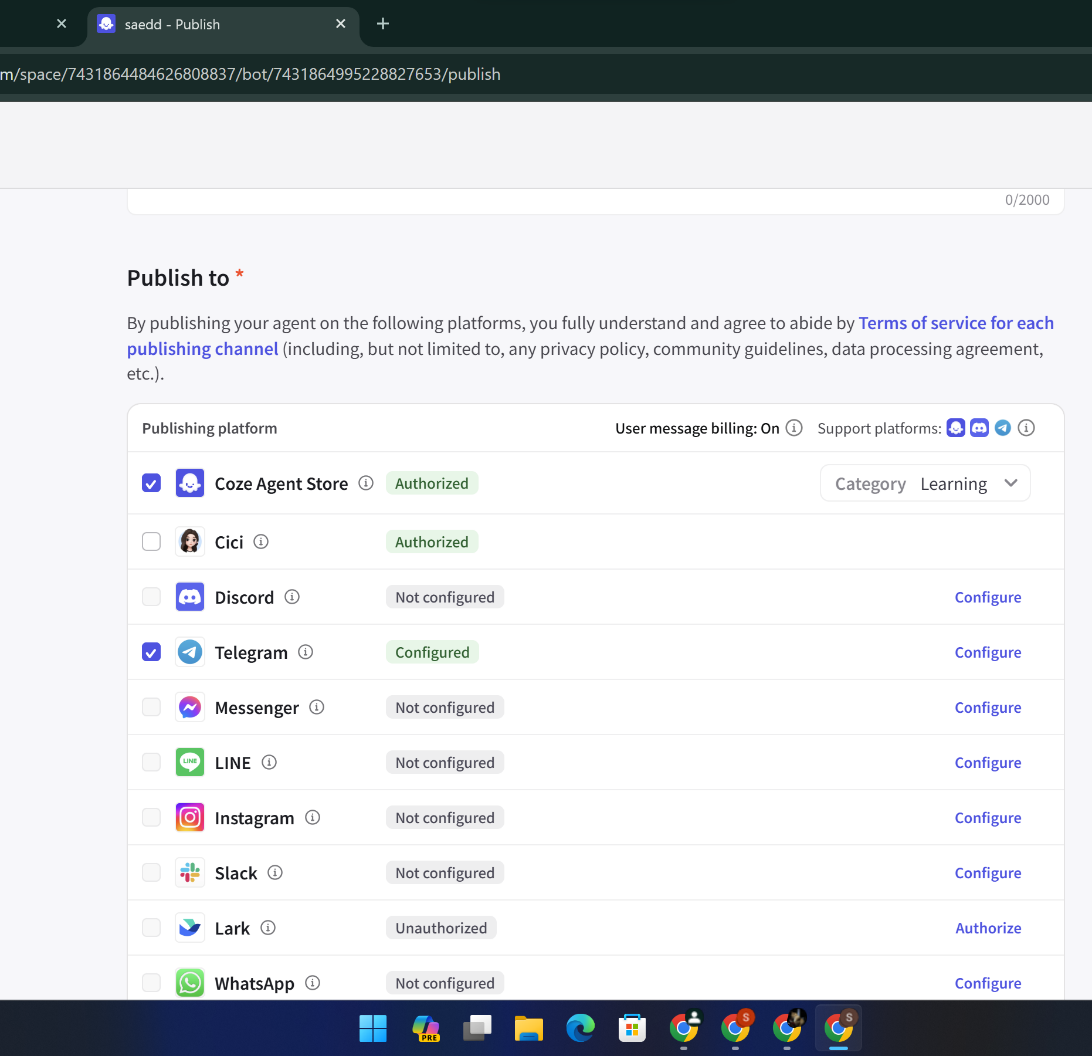 saedd - Publish
m/space/7431864484626808837/bot/7431864995228827653/publish
0/2000
Publish to *
By publishing your agent on the following platforms, you fully understand and agree to abide by Terms of service for each
publishing channel (including, but not limited to, any privacy policy, community guidelines, data processing agreement,
etc.).
Publishing platform User message billing: On Support platforms:
Coze Agent Store Authorized Category Learning
Cici Authorized
Discord Not configured Configure
Telegram Configured Configure
Messenger Not configured Configure
LINE LINE Not configured Configure
Instagram Not configured Configure
Slack Not configured Configure
Lark Unauthorized Authorize
WhatsApp Not configured Configure
PRE S S